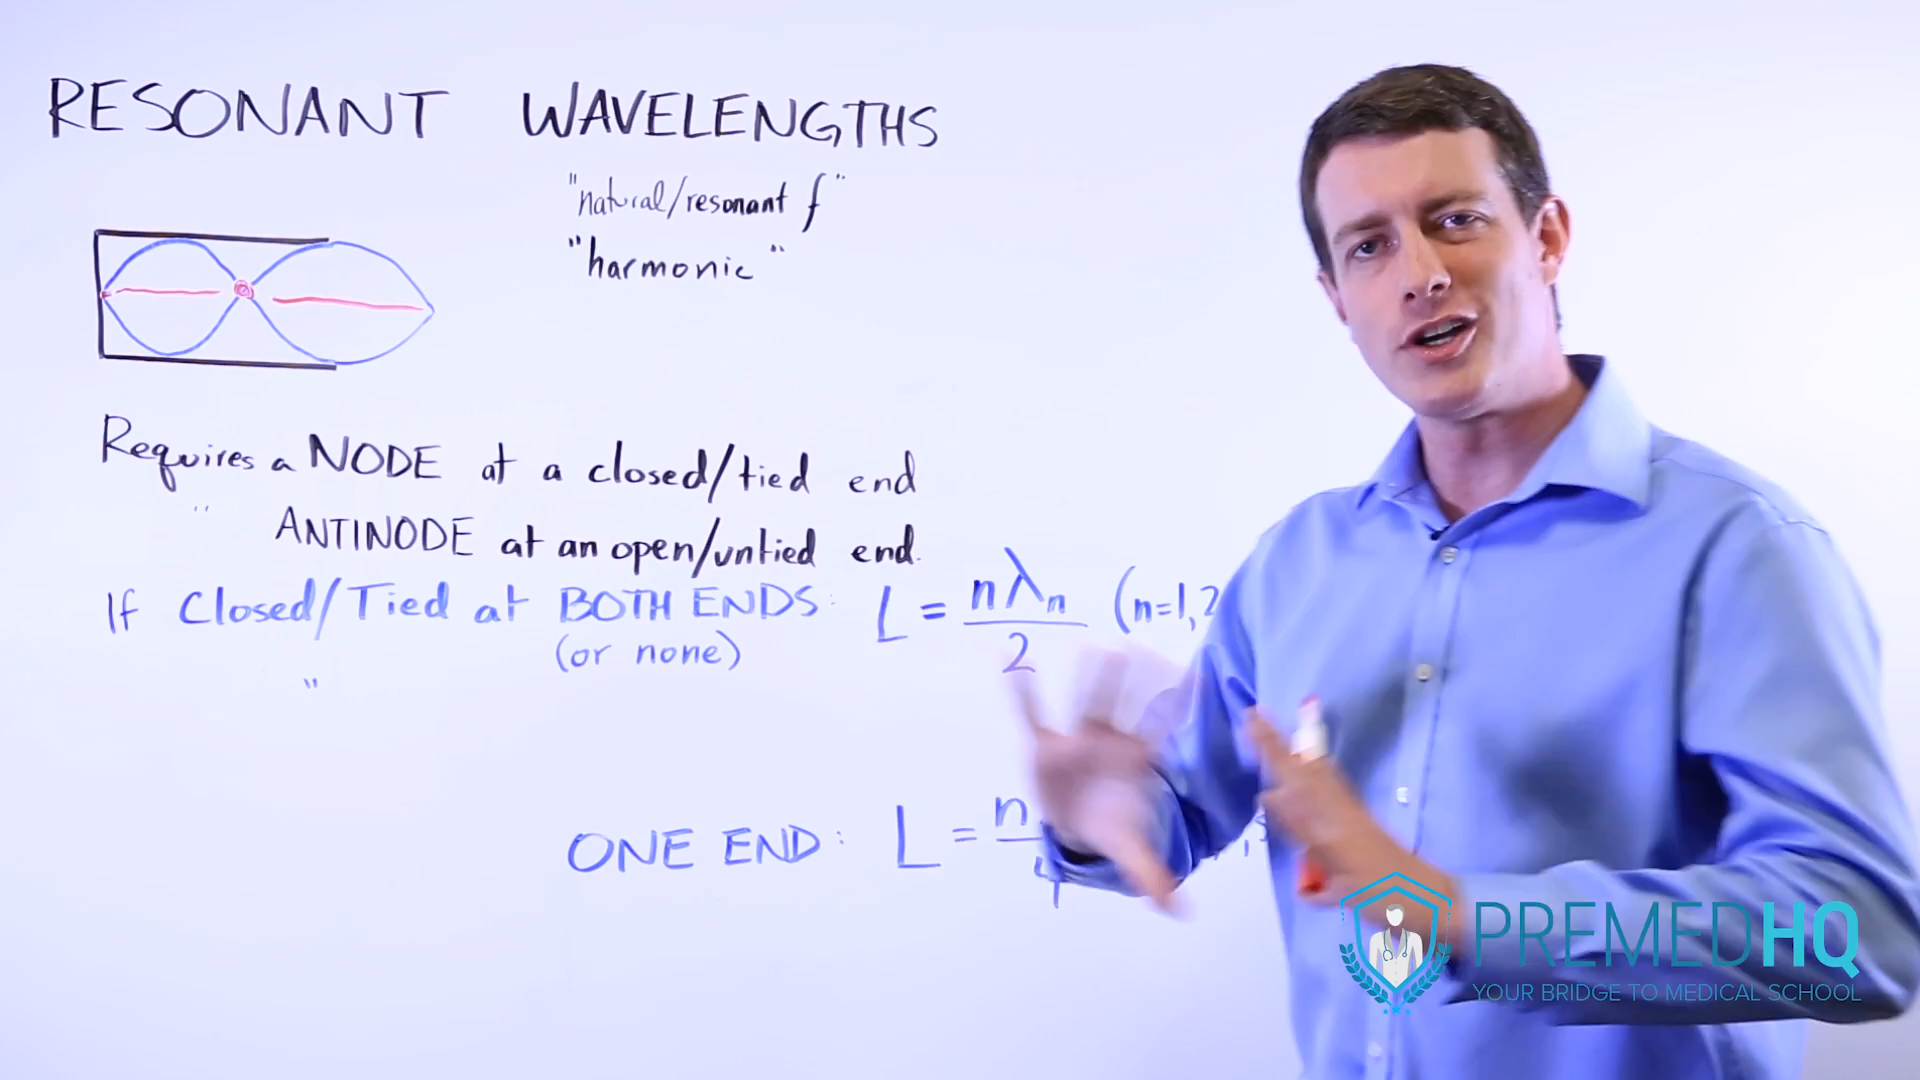 RESONANT WAVELENGTHS
"natural/resonant f"
"harmonic"
Requires a NODE at a closed/tied end
" ANTINODE at an open/untied end.
If Closed/Tied at BOTH ENDS: L = nλn/2 (n=1,2
(or none)
"
ONE END: L = n/4
PREMEDHQ
YOUR BRIDGE TO MEDICAL SCHOOL